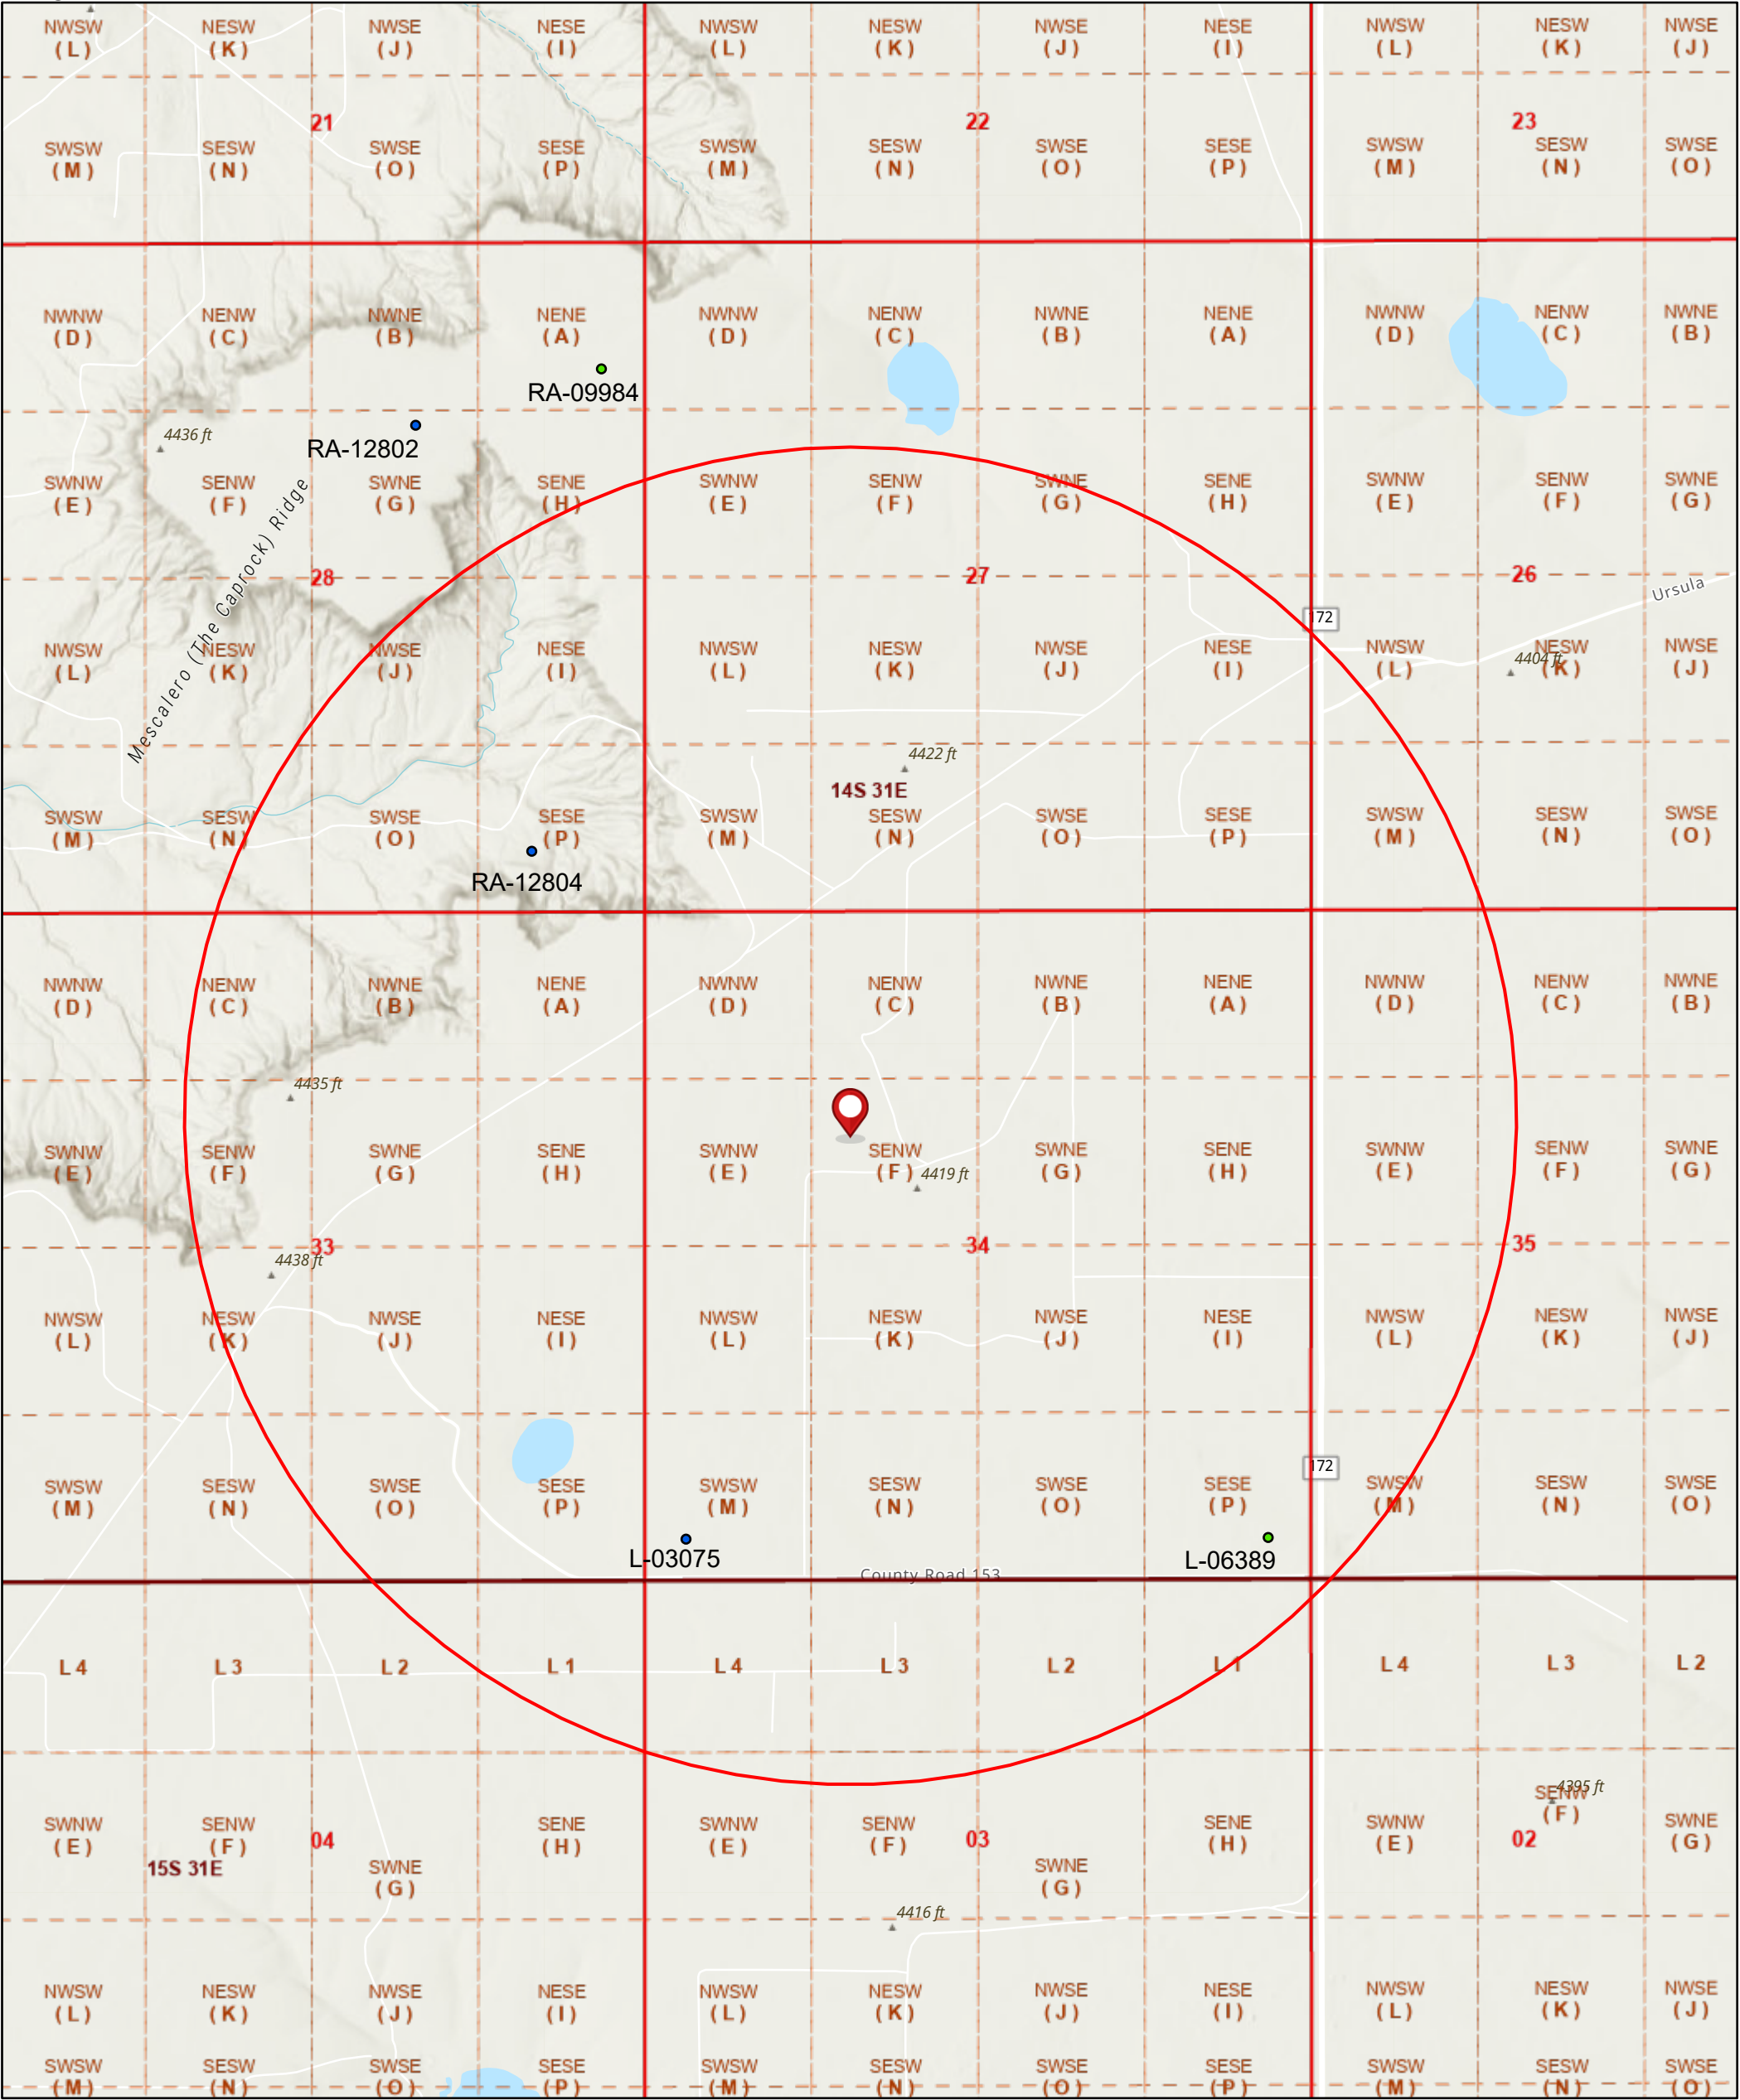 NWSW NESW NWSE NESE NWSW NESW NWSE NESE NWSW NESW NWSE
(L) (K) (J) (I) (L) (K) (J) (I) (L) (K) (J)
21 22 23
SWSW SESW SWSE SESE SWSW SESW SWSE SESE SWSW SESW SWSE
(M) (N) (O) (P) (M) (N) (O) (P) (M) (N) (O)
NWNW NENW NWNE NENE NWNW NENW NWNE NENE NWNW NENW NWNE
(D) (C) (B) (A) (D) (C) (B) (A) (D) (C) (B)
RA-09984
4436 ft
RA-12802
SWNW SENW SWNE SENE SWNW SENW SWNE SENE SWNW SENW SWNE
(E) (F) (G) (H) (E) (F) (G) (H) (E) (F) (G)
Mescalero (The Caprock) Ridge
28 27 26
Ursula
172
NWSW NESW NWSE NESE NWSW NESW NWSE NESE NWSW NESW NWSE
4404 ft
(L) (K) (J) (I) (L) (K) (J) (I) (L) (K) (J)
4422 ft
14S 31E
SWSW SESW SWSE SESE SWSW SESW SWSE SESE SWSW SESW SWSE
(M) (N) (O) (P) (M) (N) (O) (P) (M) (N) (O)
RA-12804
NWNW NENW NWNE NENE NWNW NENW NWNE NENE NWNW NENW NWNE
(D) (C) (B) (A) (D) (C) (B) (A) (D) (C) (B)
4435 ft
SWNW SENW SWNE SENE SWNW SENW SWNE SENE SWNW SENW SWNE
(E) (F) (G) (H) (E) (F) (G) (H) (E) (F) (G)
4419 ft
33 34 35
4438 ft
NWSW NESW NWSE NESE NWSW NESW NWSE NESE NWSW NESW NWSE
(L) (K) (J) (I) (L) (K) (J) (I) (L) (K) (J)
172
SWSW SESW SWSE SESE SWSW SESW SWSE SESE SWSW SESW SWSE
(M) (N) (O) (P) (M) (N) (O) (P) (M) (N) (O)
L-03075 L-06389
County Road 153
L 4 L 3 L 2 L 1 L 4 L 3 L 2 L 1 L 4 L 3 L 2
4395 ft
SWNW SENW SENE SWNW SENW SENE SWNW SENW SWNE
(E) (F) (H) (E) (F) (H) (E) (F) (G)
04 03 02
15S 31E
SWNE SWNE
(G) (G)
4416 ft
NWSW NESW NWSE NESE NWSW NESW NWSE NESE NWSW NESW NWSE
(L) (K) (J) (I) (L) (K) (J) (I) (L) (K) (J)
SWSW SESW SWSE SESE SWSW SESW SWSE SESE SWSW SESW SWSE
(M) (N) (O) (P) (M) (N) (O) (P) (M) (N) (O)